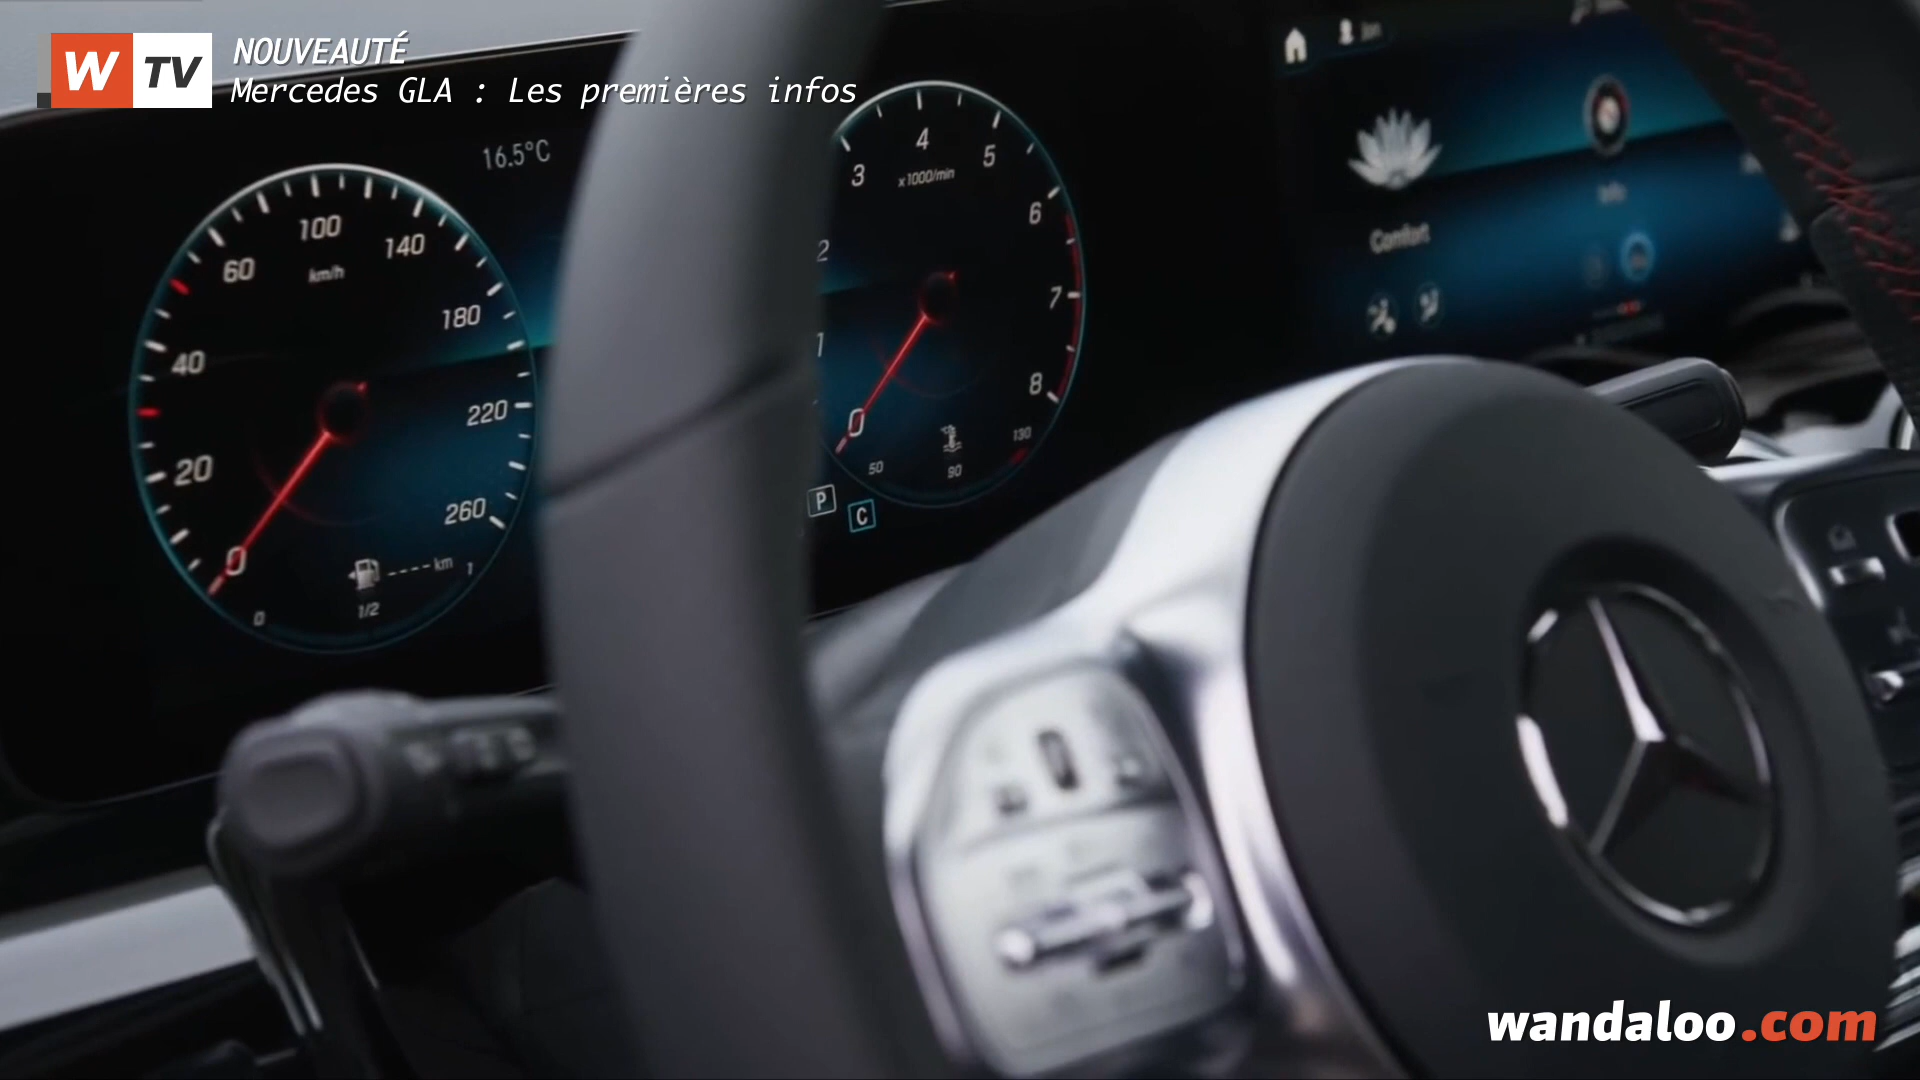 W TV
NOUVEAUTÉ
Mercedes GLA : Les premières infos
16.5°C
0
20
40
60
100
140
180
220
260
km/h
km
0
1/2
1
0
1
2
3
4
5
6
7
8
x1000/min
50
90
130
P
C
Comfort
Info
wandaloo.com